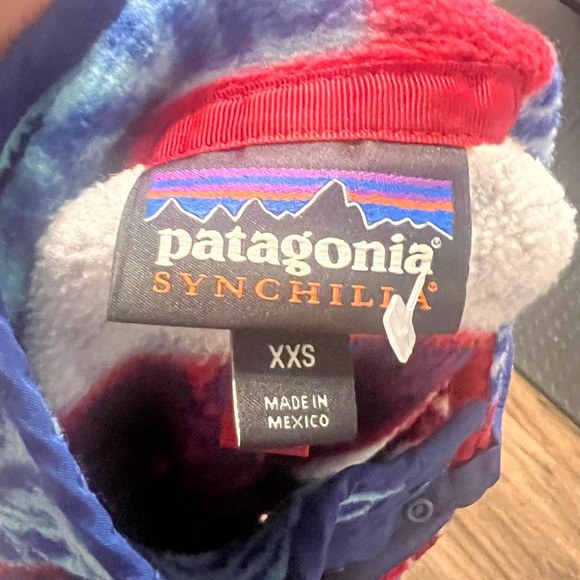 patagonia®
SYNCHILLA®
XXS
MADE IN
MEXICO